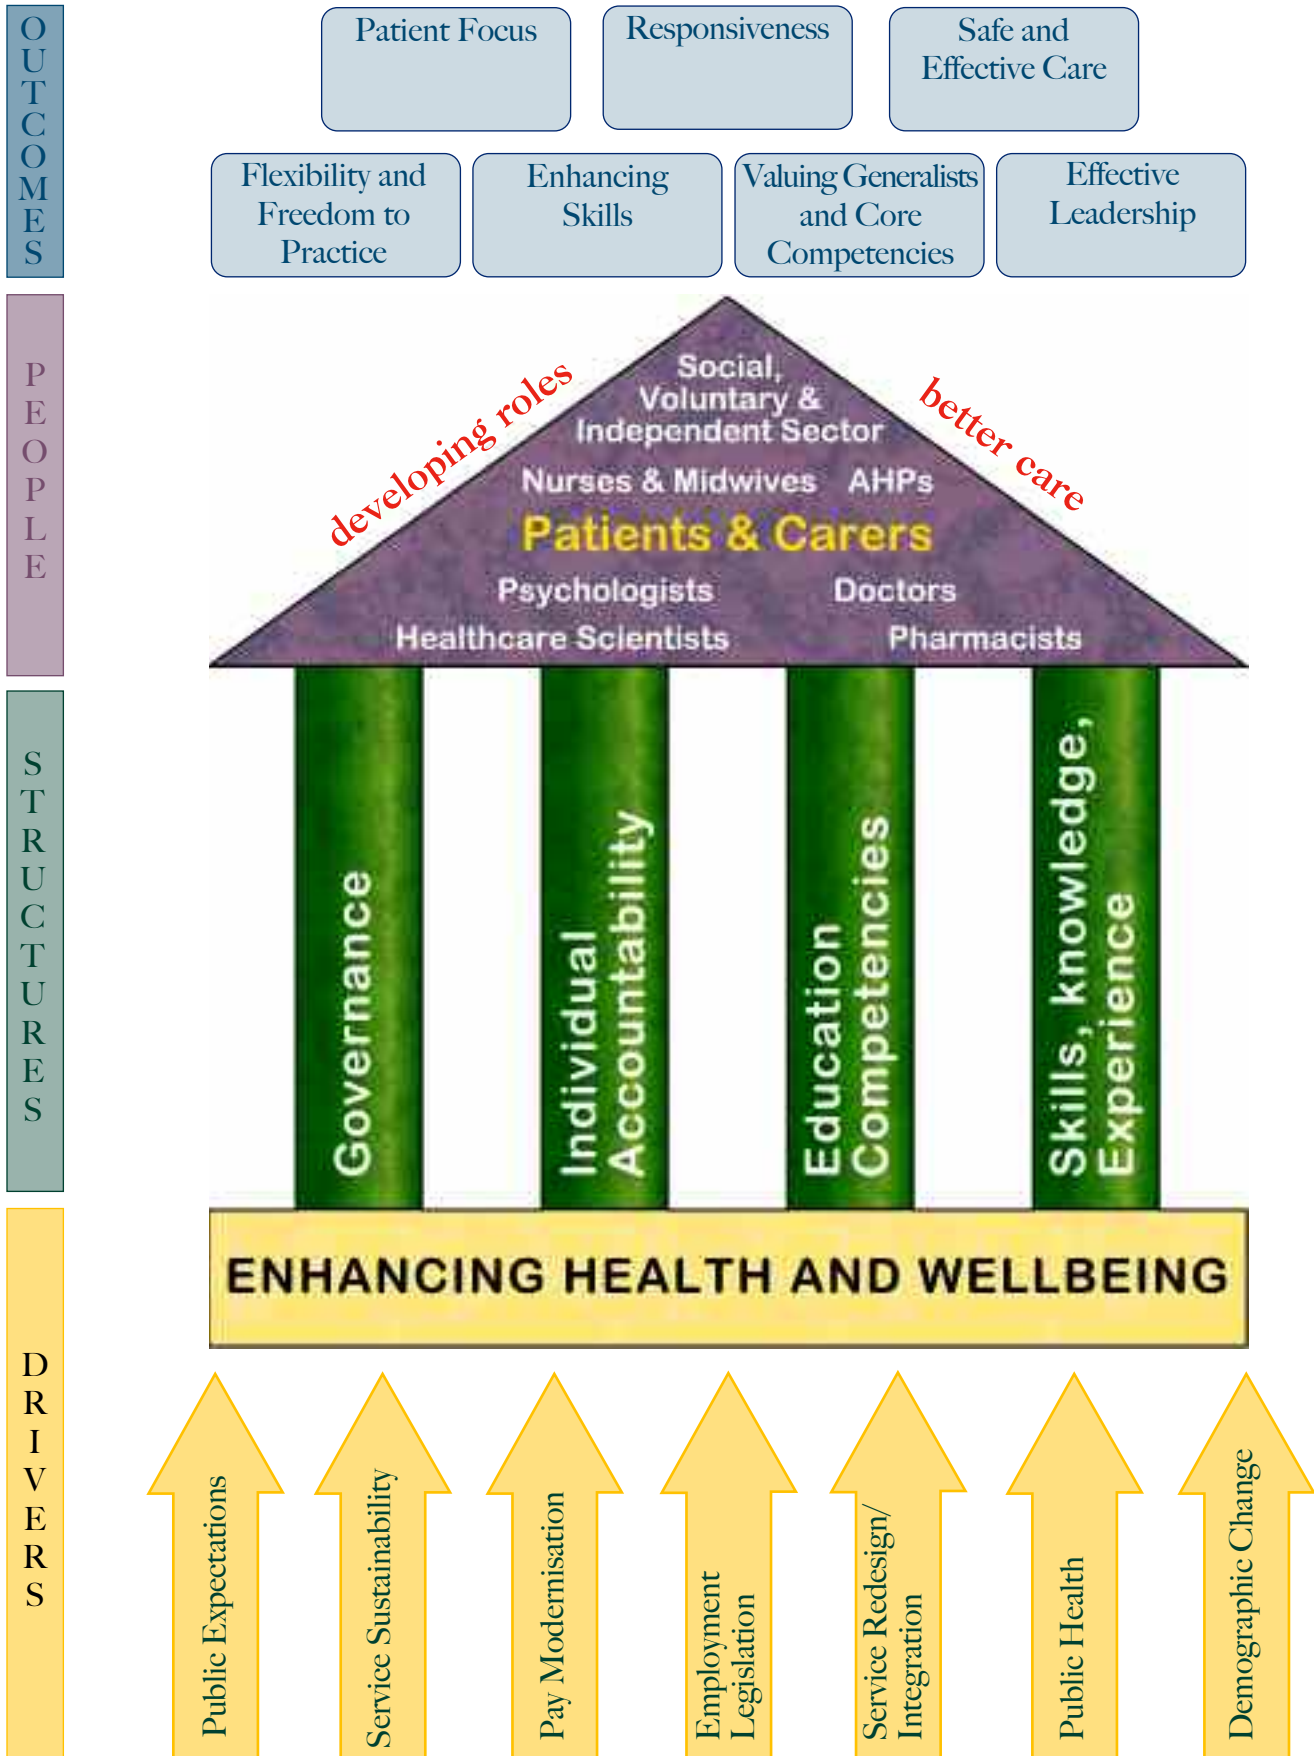 OUTCOMES
Patient Focus
Responsiveness
Safe and
Effective Care
Flexibility and
Freedom to
Practice
Enhancing
Skills
Valuing Generalists
and Core
Competencies
Effective
Leadership
PEOPLE
developing roles
better care
Social,
Voluntary &
Independent Sector
Nurses & Midwives AHPs
Patients & Carers
Psychologists Doctors
Healthcare Scientists Pharmacists
STRUCTURES
Governance
Individual
Accountability
Education
Competencies
Skills, knowledge,
Experience
ENHANCING HEALTH AND WELLBEING
DRIVERS
Public Expectations
Service Sustainability
Pay Modernisation
Employment
Legislation
Service Redesign/
Integration
Public Health
Demographic Change